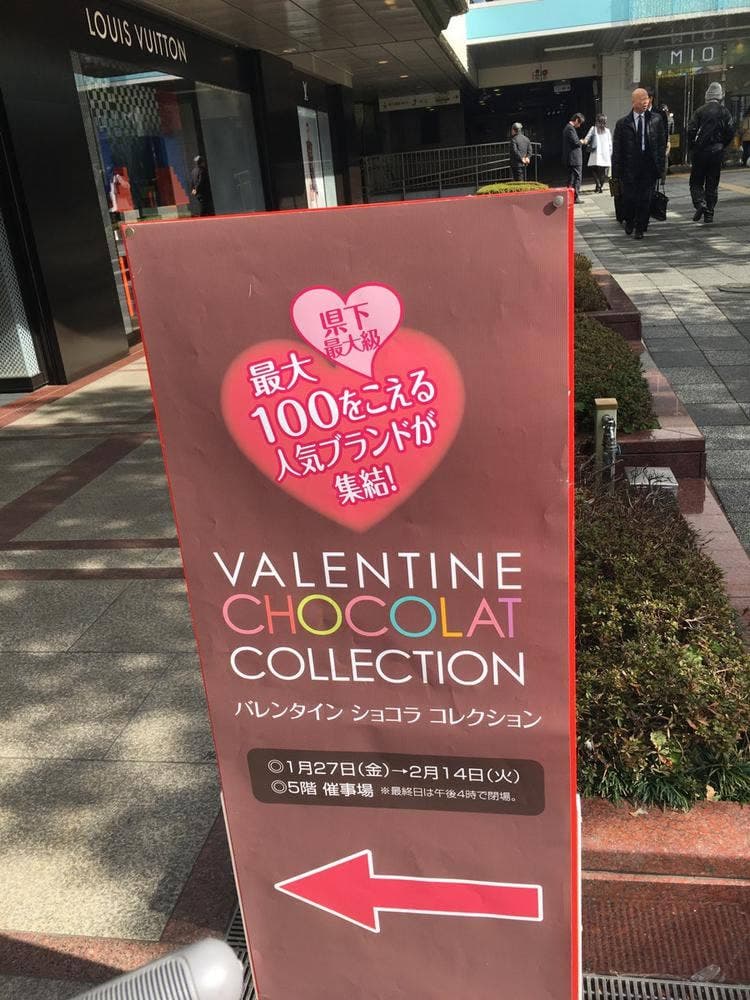 LOUIS VUITTON
MIO
県下
最大級
最大
100をこえる
人気ブランドが
集結!
VALENTINE
CHOCOLAT
COLLECTION
バレンタイン ショコラ コレクション
◎1月27日(金)→2月14日(火)
◎5階 催事場 ※最終日は午後4時で閉場。